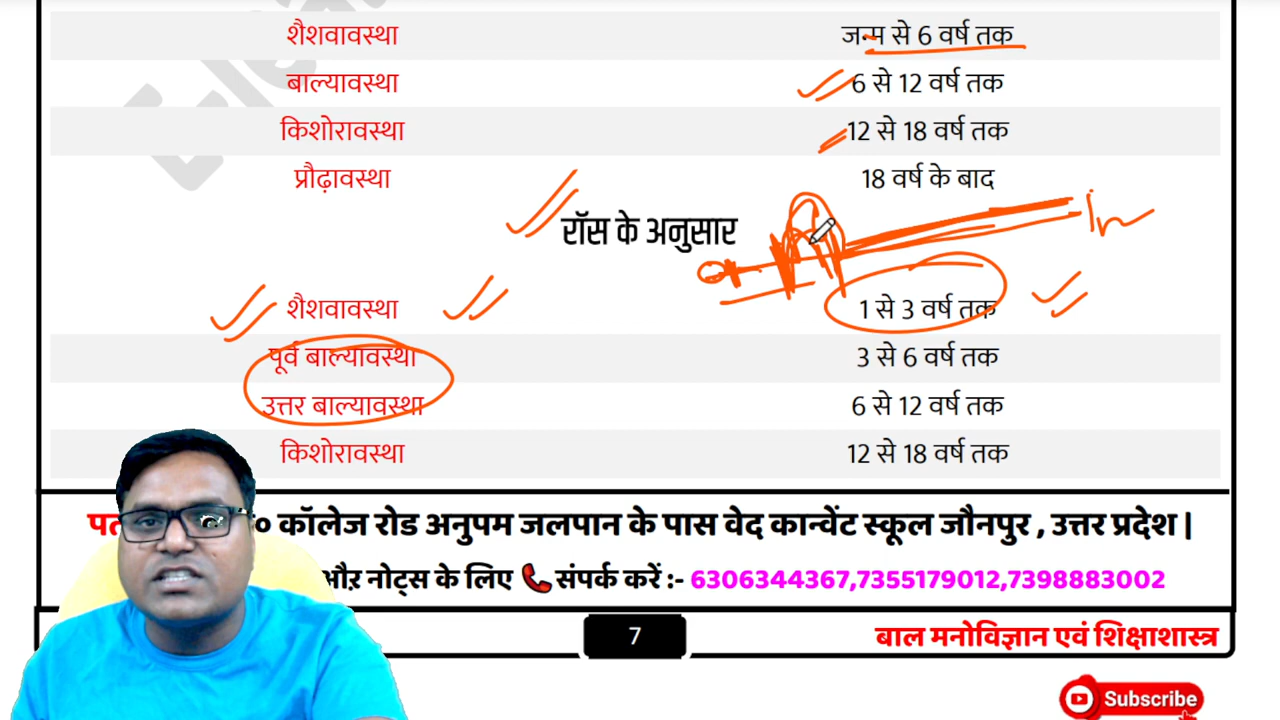 शैशवावस्था जन्म से 6 वर्ष तक
बाल्यावस्था 6 से 12 वर्ष तक
किशोरावस्था 12 से 18 वर्ष तक
प्रौढ़ावस्था 18 वर्ष के बाद
रॉस के अनुसार
शैशवावस्था 1 से 3 वर्ष तक
पूर्व बाल्यावस्था 3 से 6 वर्ष तक
उत्तर बाल्यावस्था 6 से 12 वर्ष तक
किशोरावस्था 12 से 18 वर्ष तक
कॉलेज रोड अनुपम जलपान के पास वेद कान्वेंट स्कूल जौनपुर , उत्तर प्रदेश |
और नोट्स के लिए संपर्क करें :- 6306344367,7355179012,7398883002
7 बाल मनोविज्ञान एवं शिक्षाशास्त्र
Subscribe